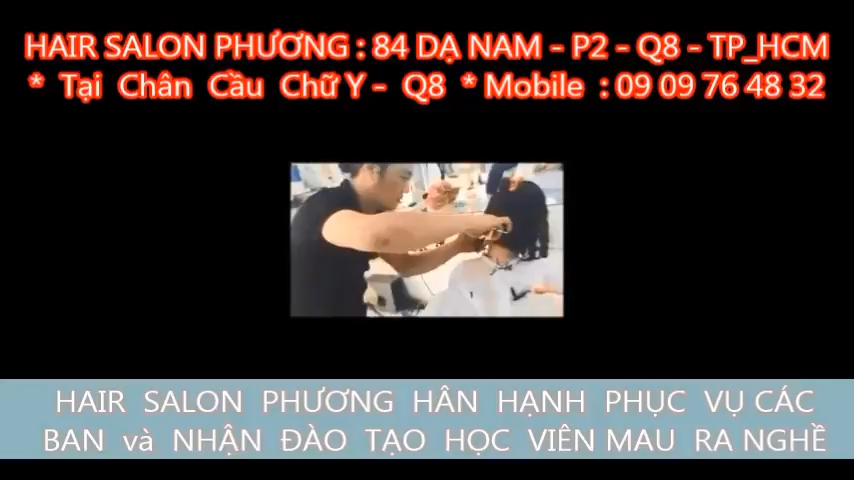 HAIR SALON PHƯƠNG : 84 DẠ NAM - P2 - Q8 - TP_HCM
* Tại Chân Cầu Chữ Y - Q8 * Mobile : 09 09 76 48 32
HAIR SALON PHƯƠNG HÂN HẠNH PHỤC VỤ CÁC
BAN và NHẬN ĐÀO TẠO HỌC VIÊN MAU RA NGHỀ